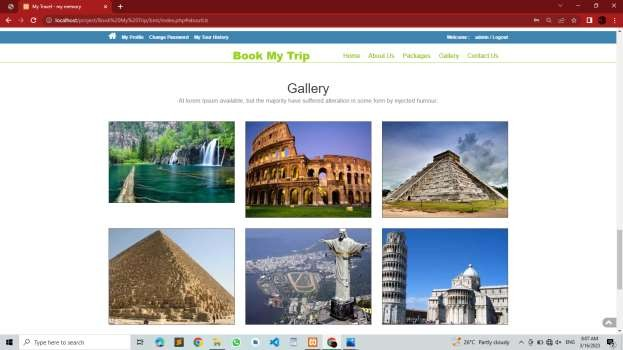 My Travel - my memory
localhost/project/Book%20My%20Trip/bmt/index.php#aboutUs
My Profile Change Password My Tour History Welcome : admin / Logout
Book My Trip Home About Us Packages Gallery Contact Us
Gallery
At lorem ipsum available, but the majority have suffered alteration in some form by injected humour.
Type here to search
26°C Partly cloudy
ENG
8:07 AM
3/16/2023